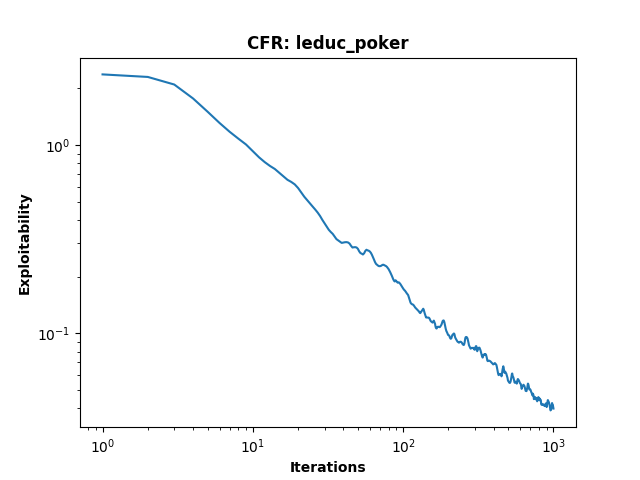 CFR: leduc_poker
Exploitability
10⁰
10⁻¹
10⁰ 10¹ 10² 10³
Iterations